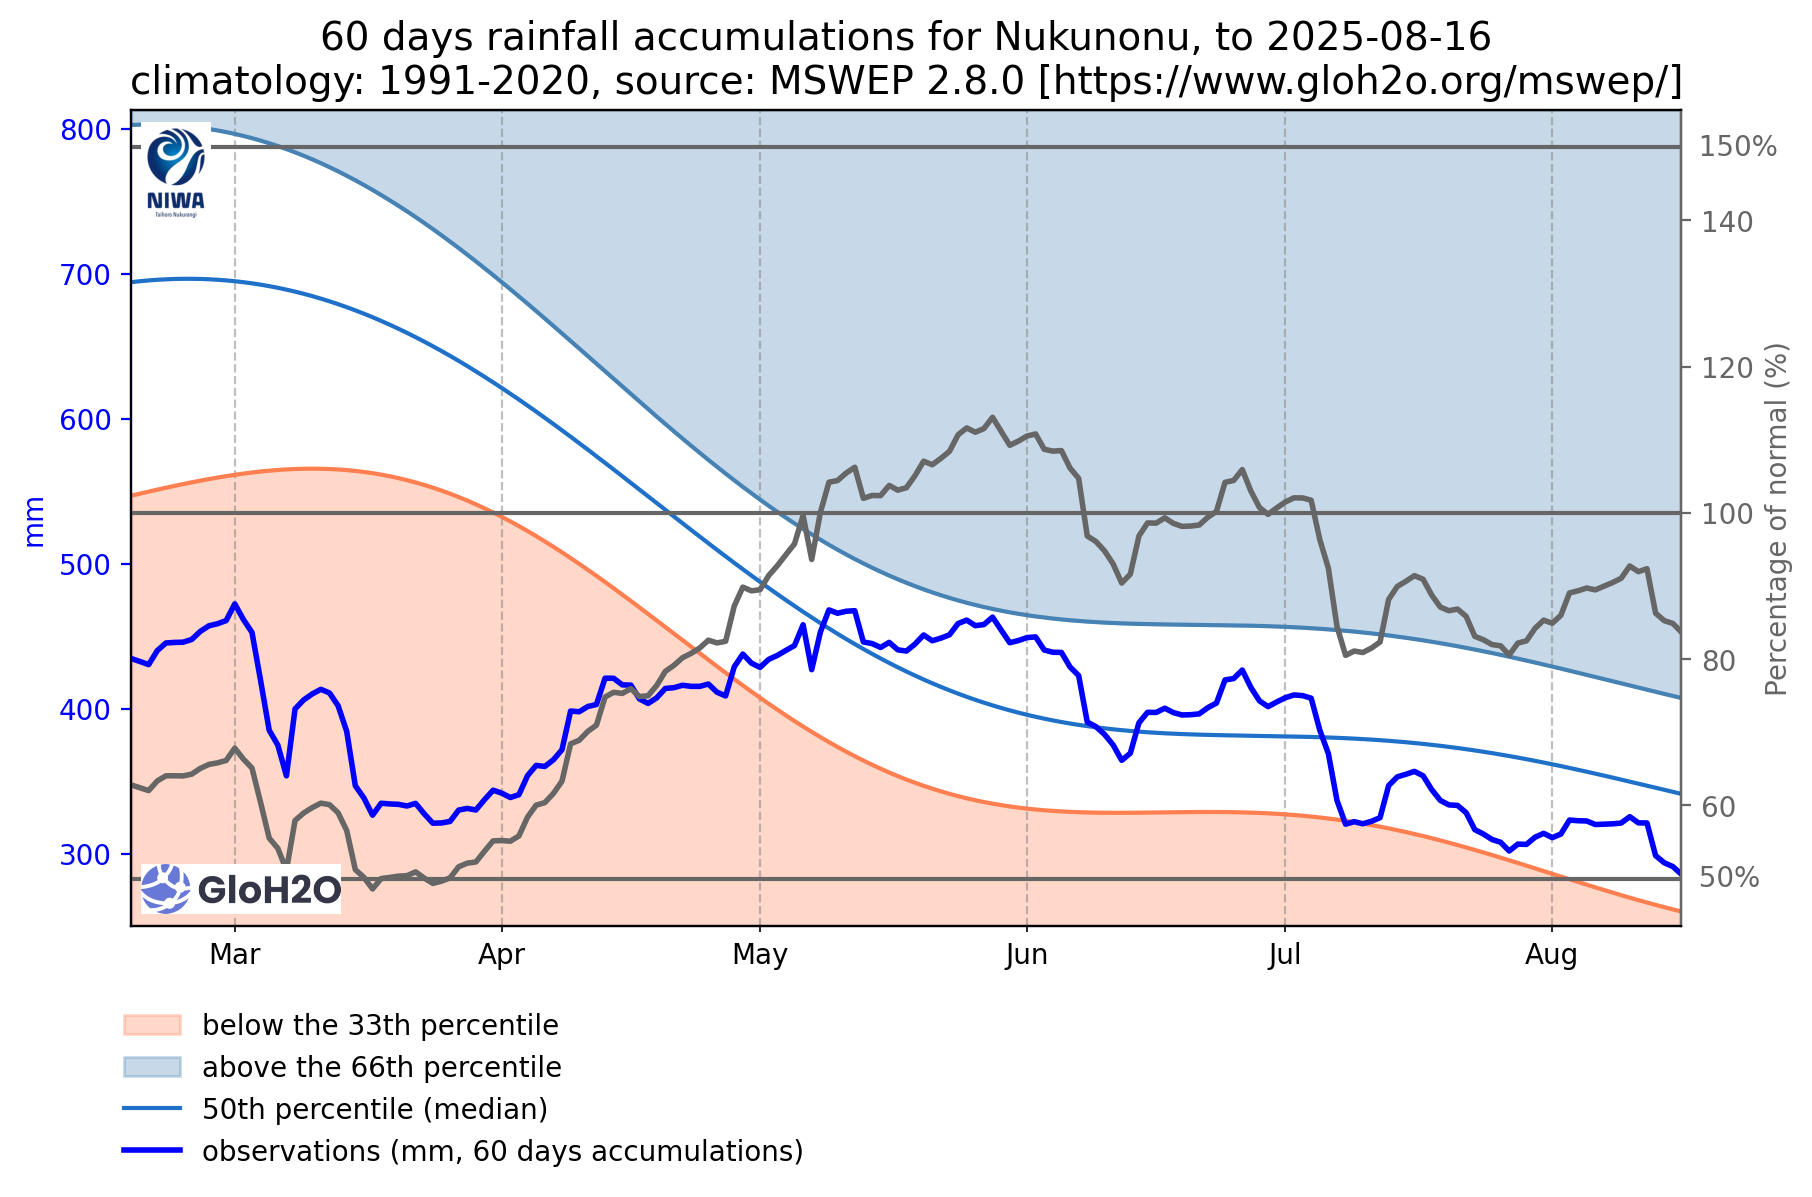 60 days rainfall accumulations for Nukunonu, to 2025-08-16
climatology: 1991-2020, source: MSWEP 2.8.0 [https://www.gloh2o.org/mswep/]
800
700
600
500
400
300
mm
150%
140
120
100
80
60
50%
Percentage of normal (%)
NIWA
Taihoro Nukurangi
GloH2O
Mar
Apr
May
Jun
Jul
Aug
below the 33th percentile
above the 66th percentile
50th percentile (median)
observations (mm, 60 days accumulations)